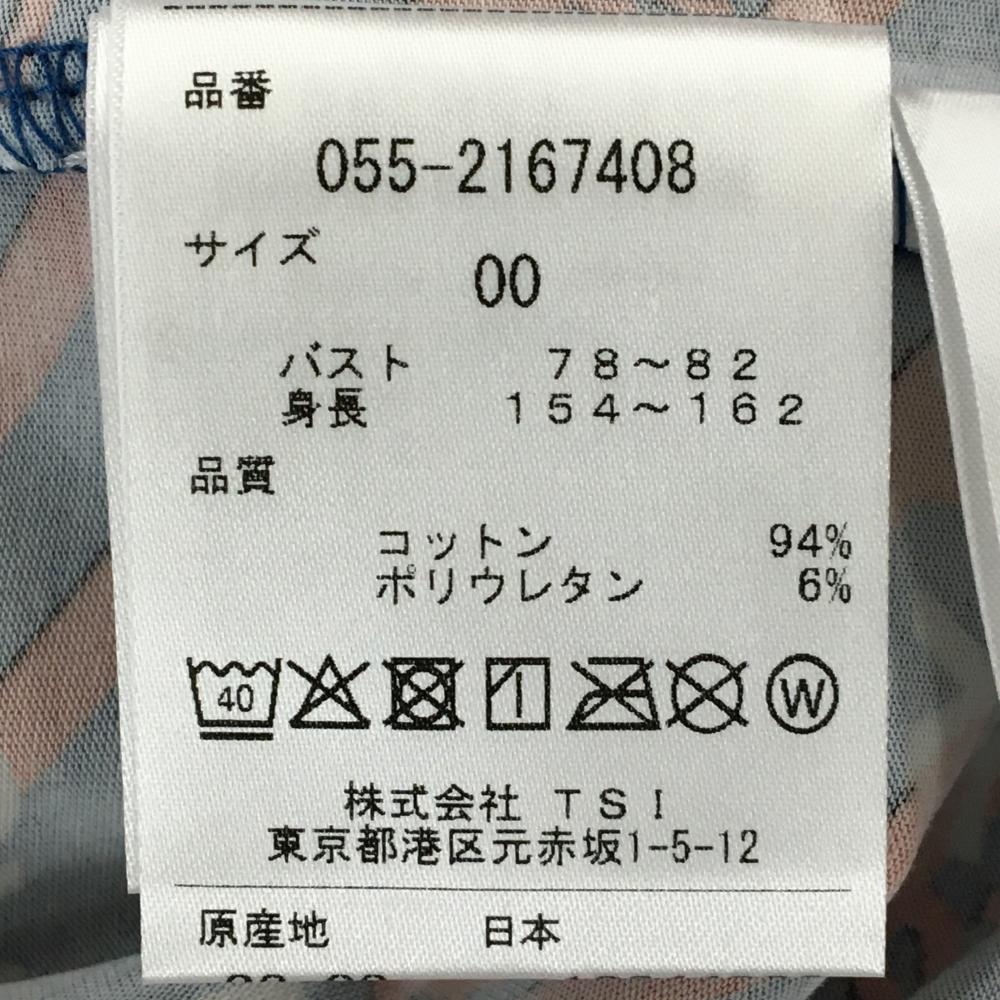 品番
055-2167408
サイズ
00
バスト 78～82
身長 154～162
品質
コットン 94%
ポリウレタン 6%
40 W
株式会社 TSI
東京都港区元赤坂1-5-12
原産地 日本